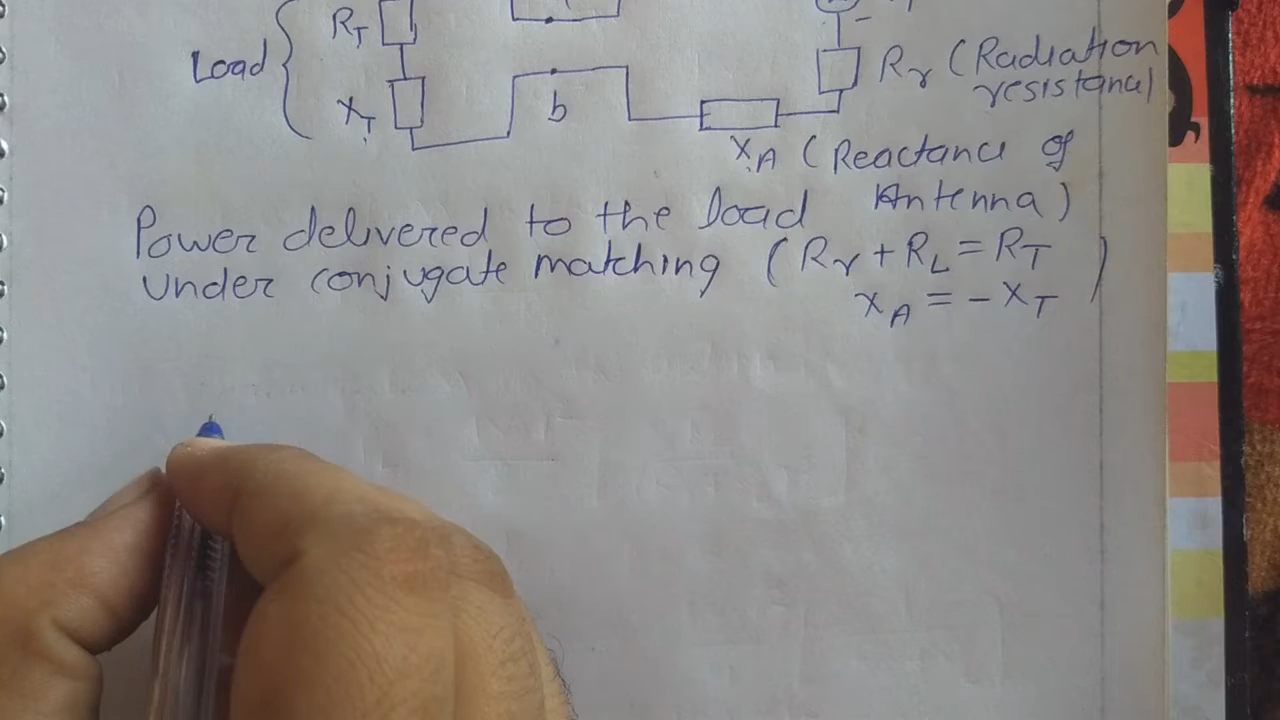 R_T
Load
X_T
b
R_r (Radiation
resistance)
X_A (Reactance of
Antenna)
Power delivered to the load
under conjugate matching (R_r + R_L = R_T
X_A = - X_T)